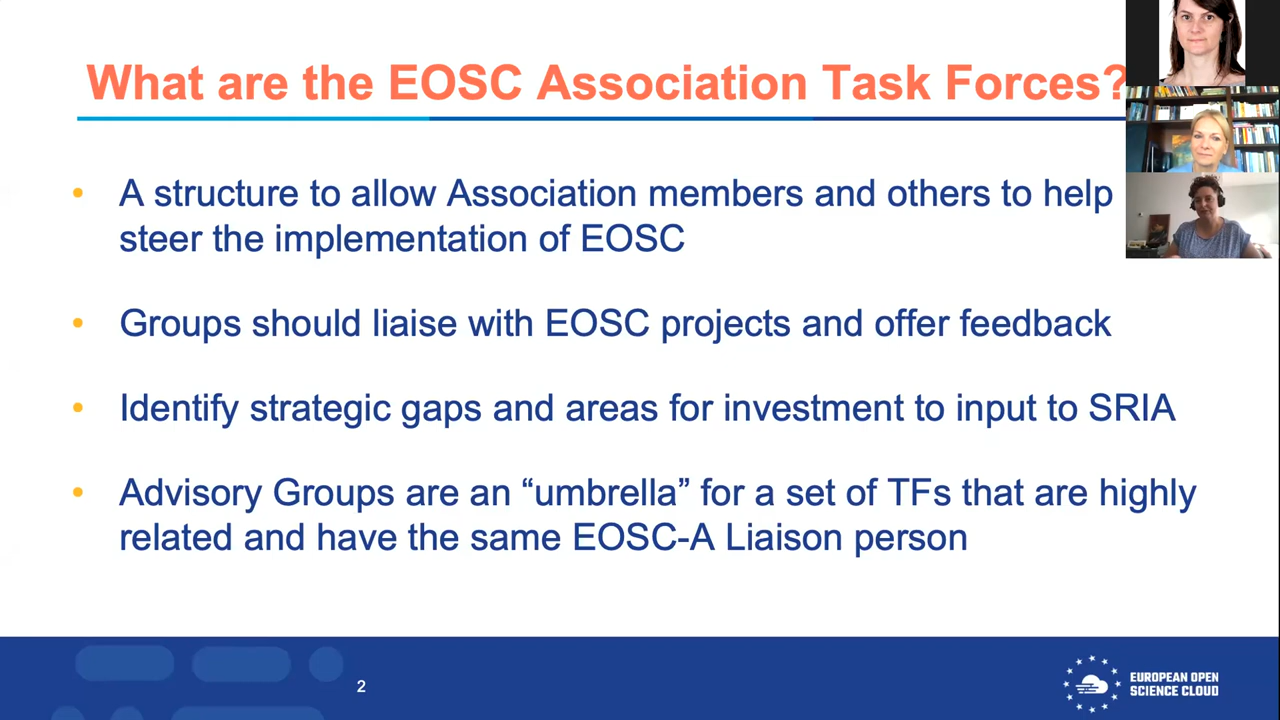 What are the EOSC Association Task Forces?
• A structure to allow Association members and others to help
steer the implementation of EOSC
• Groups should liaise with EOSC projects and offer feedback
• Identify strategic gaps and areas for investment to input to SRIA
• Advisory Groups are an “umbrella” for a set of TFs that are highly
related and have the same EOSC-A Liaison person
2
EUROPEAN OPEN
SCIENCE CLOUD